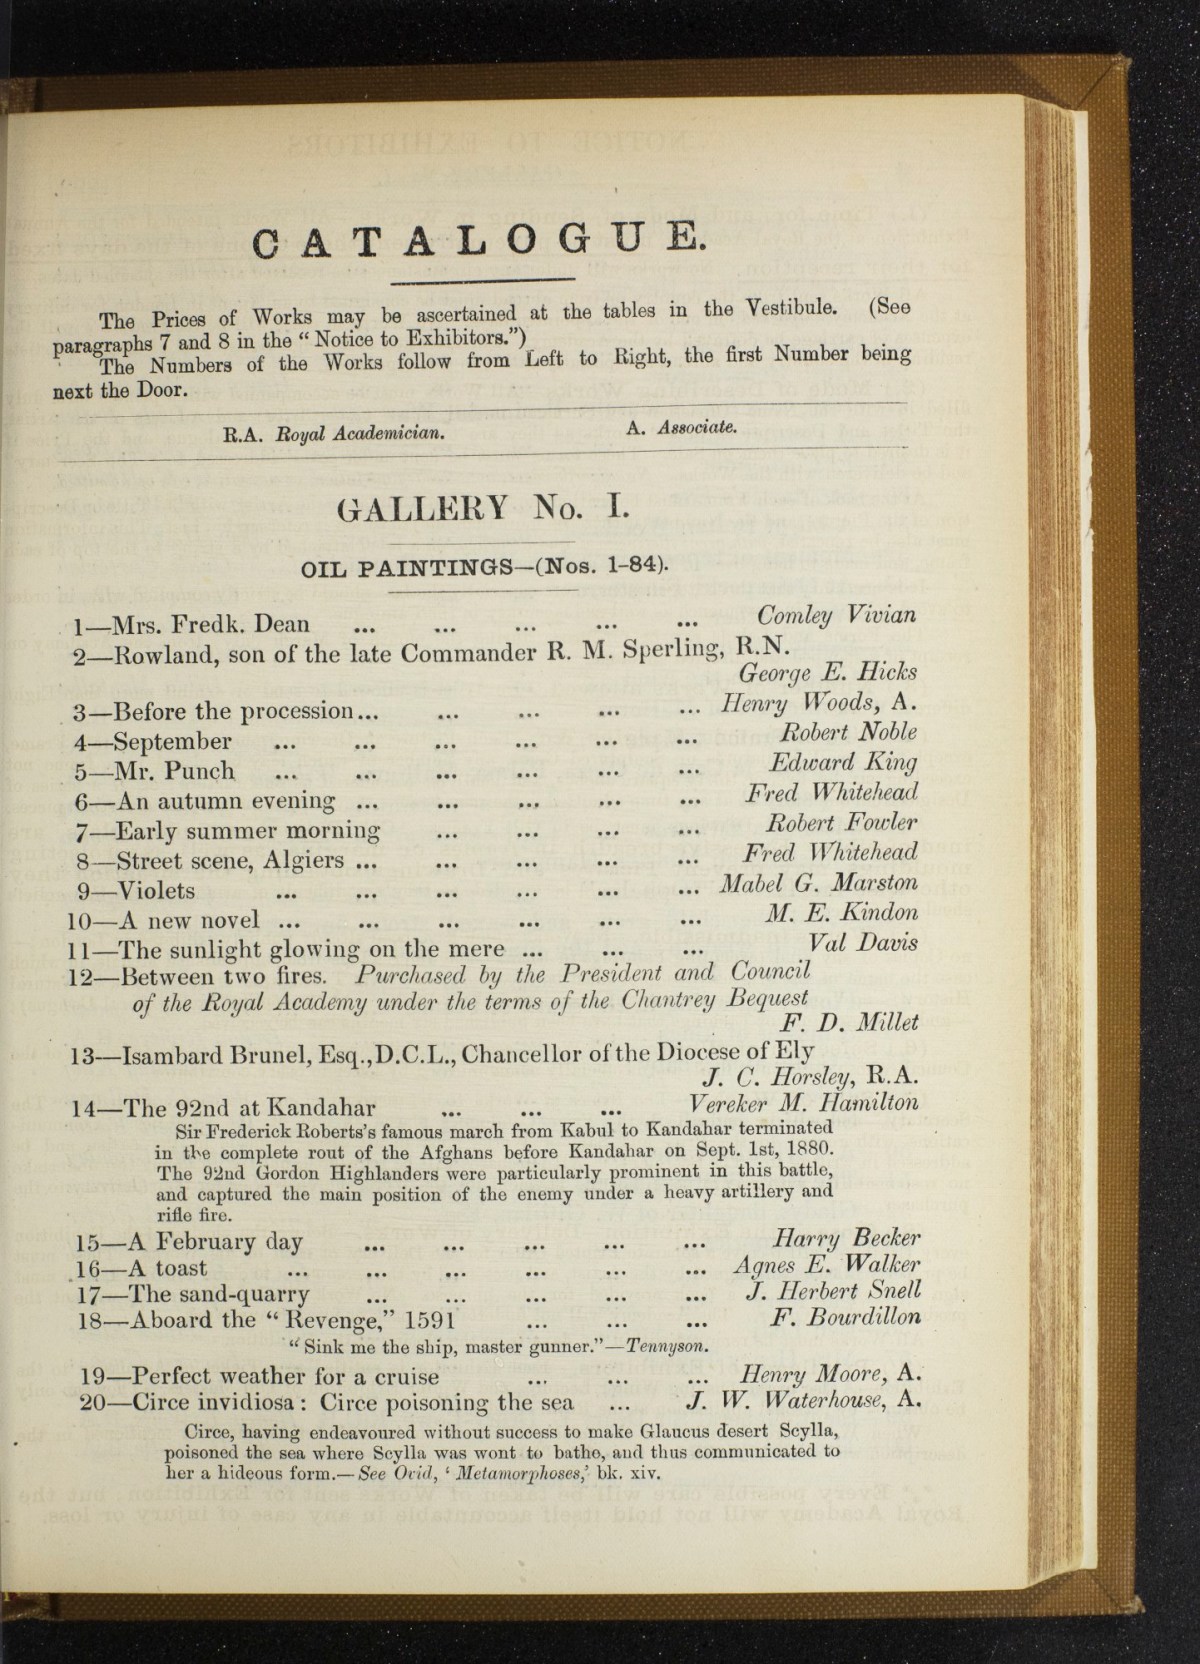 CATALOGUE.
The Prices of Works may be ascertained at the tables in the Vestibule. (See
paragraphs 7 and 8 in the “ Notice to Exhibitors.”)
The Numbers of the Works follow from Left to Right, the first Number being
next the Door.
R.A. Royal Academician. A. Associate.
GALLERY No. I.
OIL PAINTINGS—(Nos. 1–84).
1—Mrs. Fredk. Dean ... ... ... ... ... Comley Vivian
2—Rowland, son of the late Commander R. M. Sperling, R.N.
George E. Hicks
3—Before the procession... ... ... ... ... Henry Woods, A.
4—September ... ... ... ... ... ... Robert Noble
5—Mr. Punch ... ... ... ... ... ... Edward King
6—An autumn evening ... ... ... ... ... Fred Whitehead
7—Early summer morning ... ... ... ... Robert Fowler
8—Street scene, Algiers ... ... ... ... ... Fred Whitehead
9—Violets ... ... ... ... ... ... Mabel G. Marston
10—A new novel ... ... ... ... ... ... M. E. Kindon
11—The sunlight glowing on the mere ... ... ... Val Davis
12—Between two fires. Purchased by the President and Council
of the Royal Academy under the terms of the Chantrey Bequest
F. D. Millet
13—Isambard Brunel, Esq., D.C.L., Chancellor of the Diocese of Ely
J. C. Horsley, R.A.
14—The 92nd at Kandahar ... ... ... Vereker M. Hamilton
Sir Frederick Roberts's famous march from Kabul to Kandahar terminated
in the complete rout of the Afghans before Kandahar on Sept. 1st, 1880.
The 92nd Gordon Highlanders were particularly prominent in this battle,
and captured the main position of the enemy under a heavy artillery and
rifle fire.
15—A February day ... ... ... ... ... Harry Becker
16—A toast ... ... ... ... ... ... Agnes E. Walker
17—The sand-quarry ... ... ... ... ... J. Herbert Snell
18—Aboard the “ Revenge,” 1591 ... ... ... F. Bourdillon
“ Sink me the ship, master gunner.”—Tennyson.
19—Perfect weather for a cruise ... ... ... Henry Moore, A.
20—Circe invidiosa : Circe poisoning the sea ... J. W. Waterhouse, A.
Circe, having endeavoured without success to make Glaucus desert Scylla,
poisoned the sea where Scylla was wont to bathe, and thus communicated to
her a hideous form.—See Ovid, ‘ Metamorphoses,’ bk. xiv.